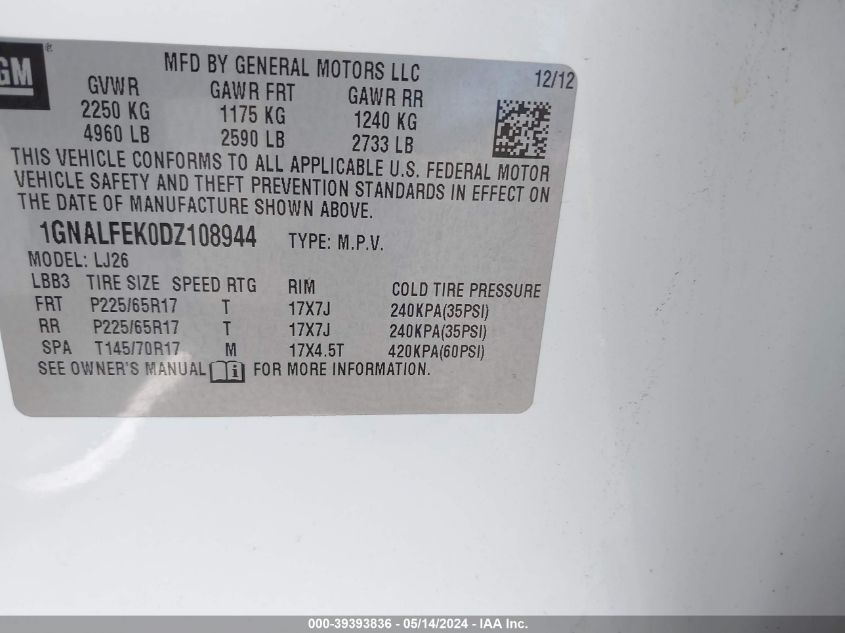 GM
MFD BY GENERAL MOTORS LLC 12/12
GVWR GAWR FRT GAWR RR
2250 KG 1175 KG 1240 KG
4960 LB 2590 LB 2733 LB
THIS VEHICLE CONFORMS TO ALL APPLICABLE U.S. FEDERAL MOTOR
VEHICLE SAFETY AND THEFT PREVENTION STANDARDS IN EFFECT ON
THE DATE OF MANUFACTURE SHOWN ABOVE.
1GNALFEK0DZ108944 TYPE: M.P.V.
MODEL: LJ26
LBB3 TIRE SIZE SPEED RTG RIM COLD TIRE PRESSURE
FRT P225/65R17 T 17X7J 240KPA(35PSI)
RR P225/65R17 T 17X7J 240KPA(35PSI)
SPA T145/70R17 M 17X4.5T 420KPA(60PSI)
SEE OWNER'S MANUAL i FOR MORE INFORMATION.
000-39393836 - 05/14/2024 - IAA Inc.